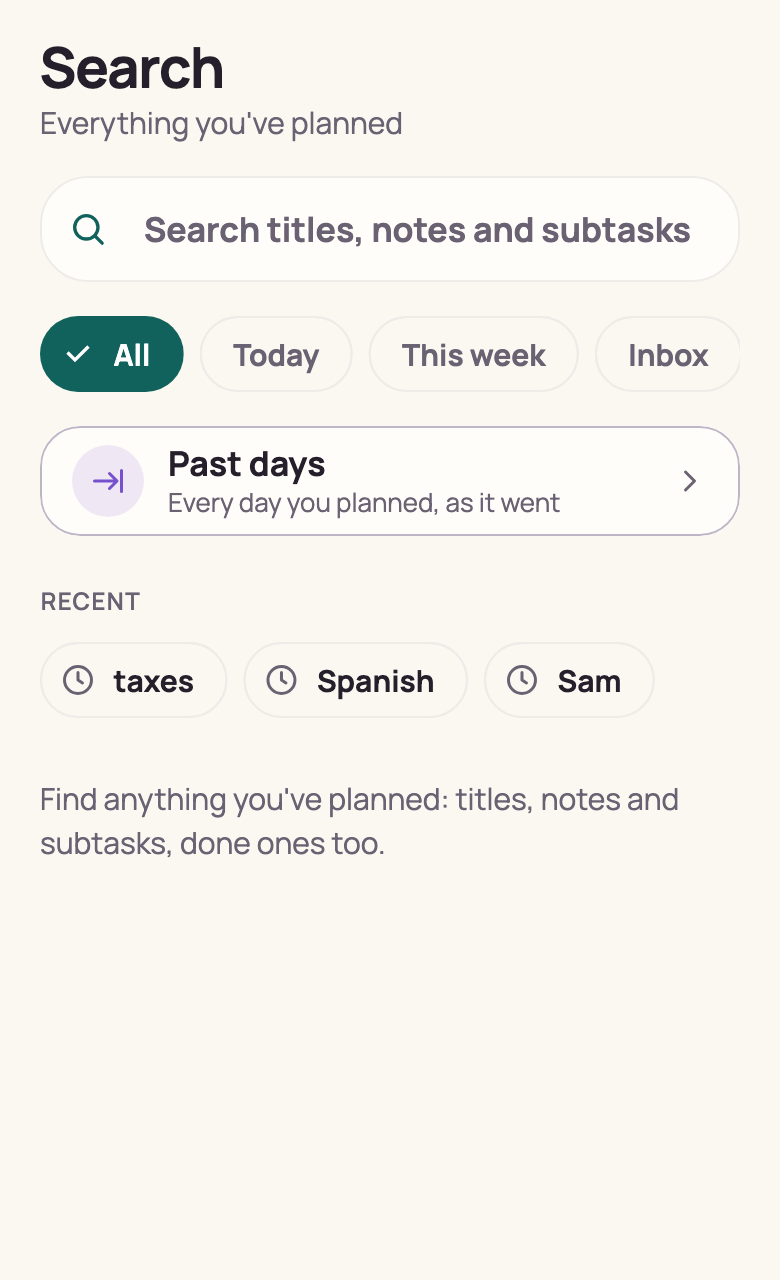 Search
Everything you've planned
Search titles, notes and subtasks
All
Today
This week
Inbox
Past days
Every day you planned, as it went
RECENT
taxes
Spanish
Sam
Find anything you've planned: titles, notes and
subtasks, done ones too.